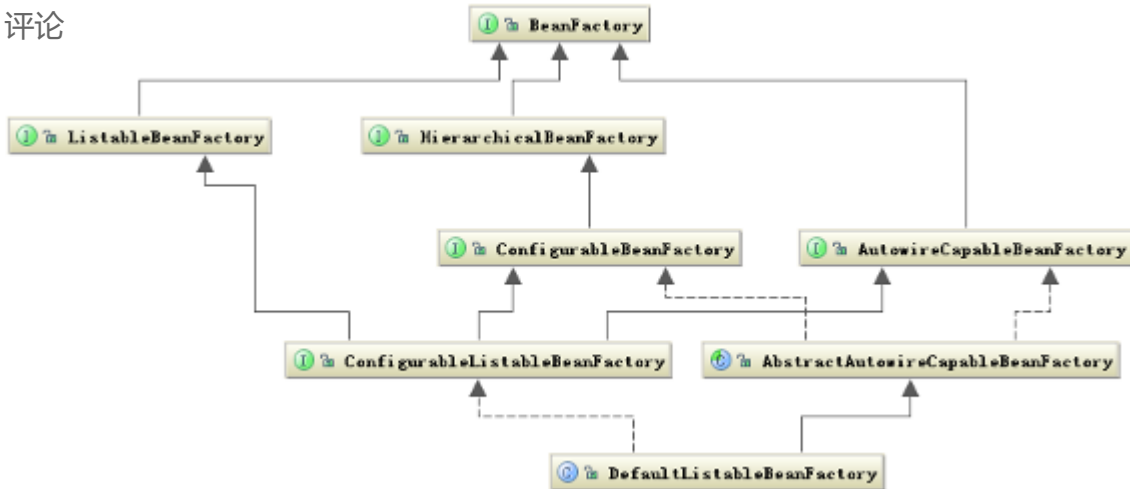 评论
BeanFactory
ListableBeanFactory
HierarchicalBeanFactory
ConfigurableBeanFactory
AutowireCapableBeanFactory
ConfigurableListableBeanFactory
AbstractAutowireCapableBeanFactory
DefaultListableBeanFactory